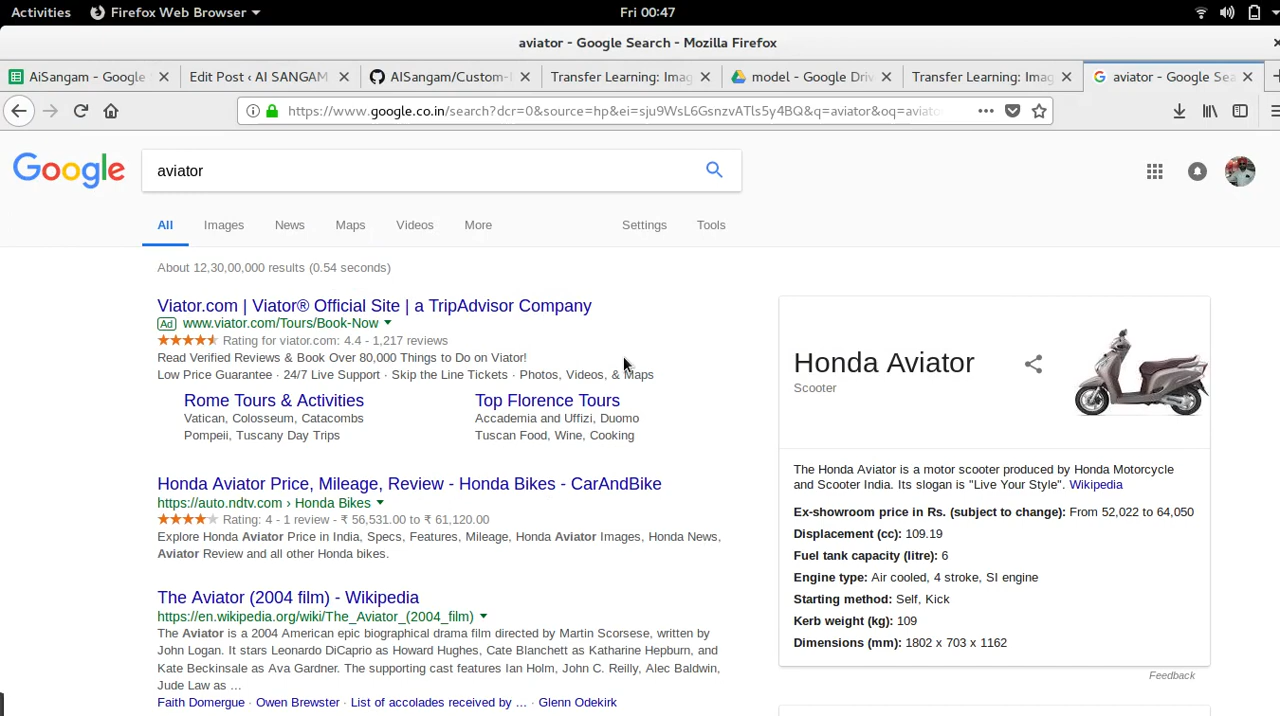 Activities Firefox Web Browser Fri 00:47
aviator - Google Search - Mozilla Firefox
AiSangam - Google Edit Post ‹ AI SANGAM AISangam/Custom- Transfer Learning: Imag model - Google Driv Transfer Learning: Imag aviator - Google Sea
https://www.google.co.in/search?dcr=0&source=hp&ei=sju9WsL6GsnzvATls5y4BQ&q=aviator&oq=aviato
Google aviator
All Images News Maps Videos More Settings Tools
About 12,30,00,000 results (0.54 seconds)
Viator.com | Viator® Official Site | a TripAdvisor Company
Ad www.viator.com/Tours/Book-Now
Rating for viator.com: 4.4 - 1,217 reviews
Read Verified Reviews & Book Over 80,000 Things to Do on Viator!
Low Price Guarantee · 24/7 Live Support · Skip the Line Tickets · Photos, Videos, & Maps
Rome Tours & Activities
Vatican, Colosseum, Catacombs
Pompeii, Tuscany Day Trips
Top Florence Tours
Accademia and Uffizi, Duomo
Tuscan Food, Wine, Cooking
Honda Aviator Price, Mileage, Review - Honda Bikes - CarAndBike
https://auto.ndtv.com › Honda Bikes
Rating: 4 - 1 review - ₹ 56,531.00 to ₹ 61,120.00
Explore Honda Aviator Price in India, Specs, Features, Mileage, Honda Aviator Images, Honda News,
Aviator Review and all other Honda bikes.
The Aviator (2004 film) - Wikipedia
https://en.wikipedia.org/wiki/The_Aviator_(2004_film)
The Aviator is a 2004 American epic biographical drama film directed by Martin Scorsese, written by
John Logan. It stars Leonardo DiCaprio as Howard Hughes, Cate Blanchett as Katharine Hepburn, and
Kate Beckinsale as Ava Gardner. The supporting cast features Ian Holm, John C. Reilly, Alec Baldwin,
Jude Law as ...
Faith Domergue · Owen Brewster · List of accolades received by ... · Glenn Odekirk
Honda Aviator
Scooter
The Honda Aviator is a motor scooter produced by Honda Motorcycle
and Scooter India. Its slogan is "Live Your Style". Wikipedia
Ex-showroom price in Rs. (subject to change): From 52,022 to 64,050
Displacement (cc): 109.19
Fuel tank capacity (litre): 6
Engine type: Air cooled, 4 stroke, SI engine
Starting method: Self, Kick
Kerb weight (kg): 109
Dimensions (mm): 1802 x 703 x 1162
Feedback